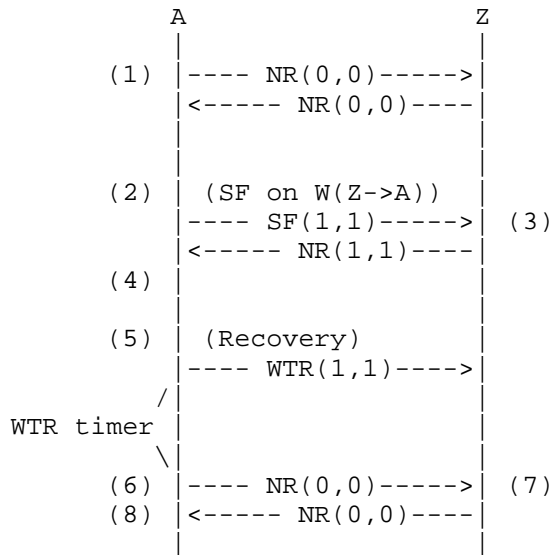 A Z
| |
(1) |---- NR(0,0)----->|
|<----- NR(0,0)----|
| |
| |
(2) | (SF on W(Z->A)) |
|---- SF(1,1)----->| (3)
|<----- NR(1,1)----|
(4) | |
| |
(5) | (Recovery) |
|---- WTR(1,1)---->|
/| |
WTR timer | |
\| |
(6) |---- NR(0,0)----->| (7)
(8) |<----- NR(0,0)----|
| |